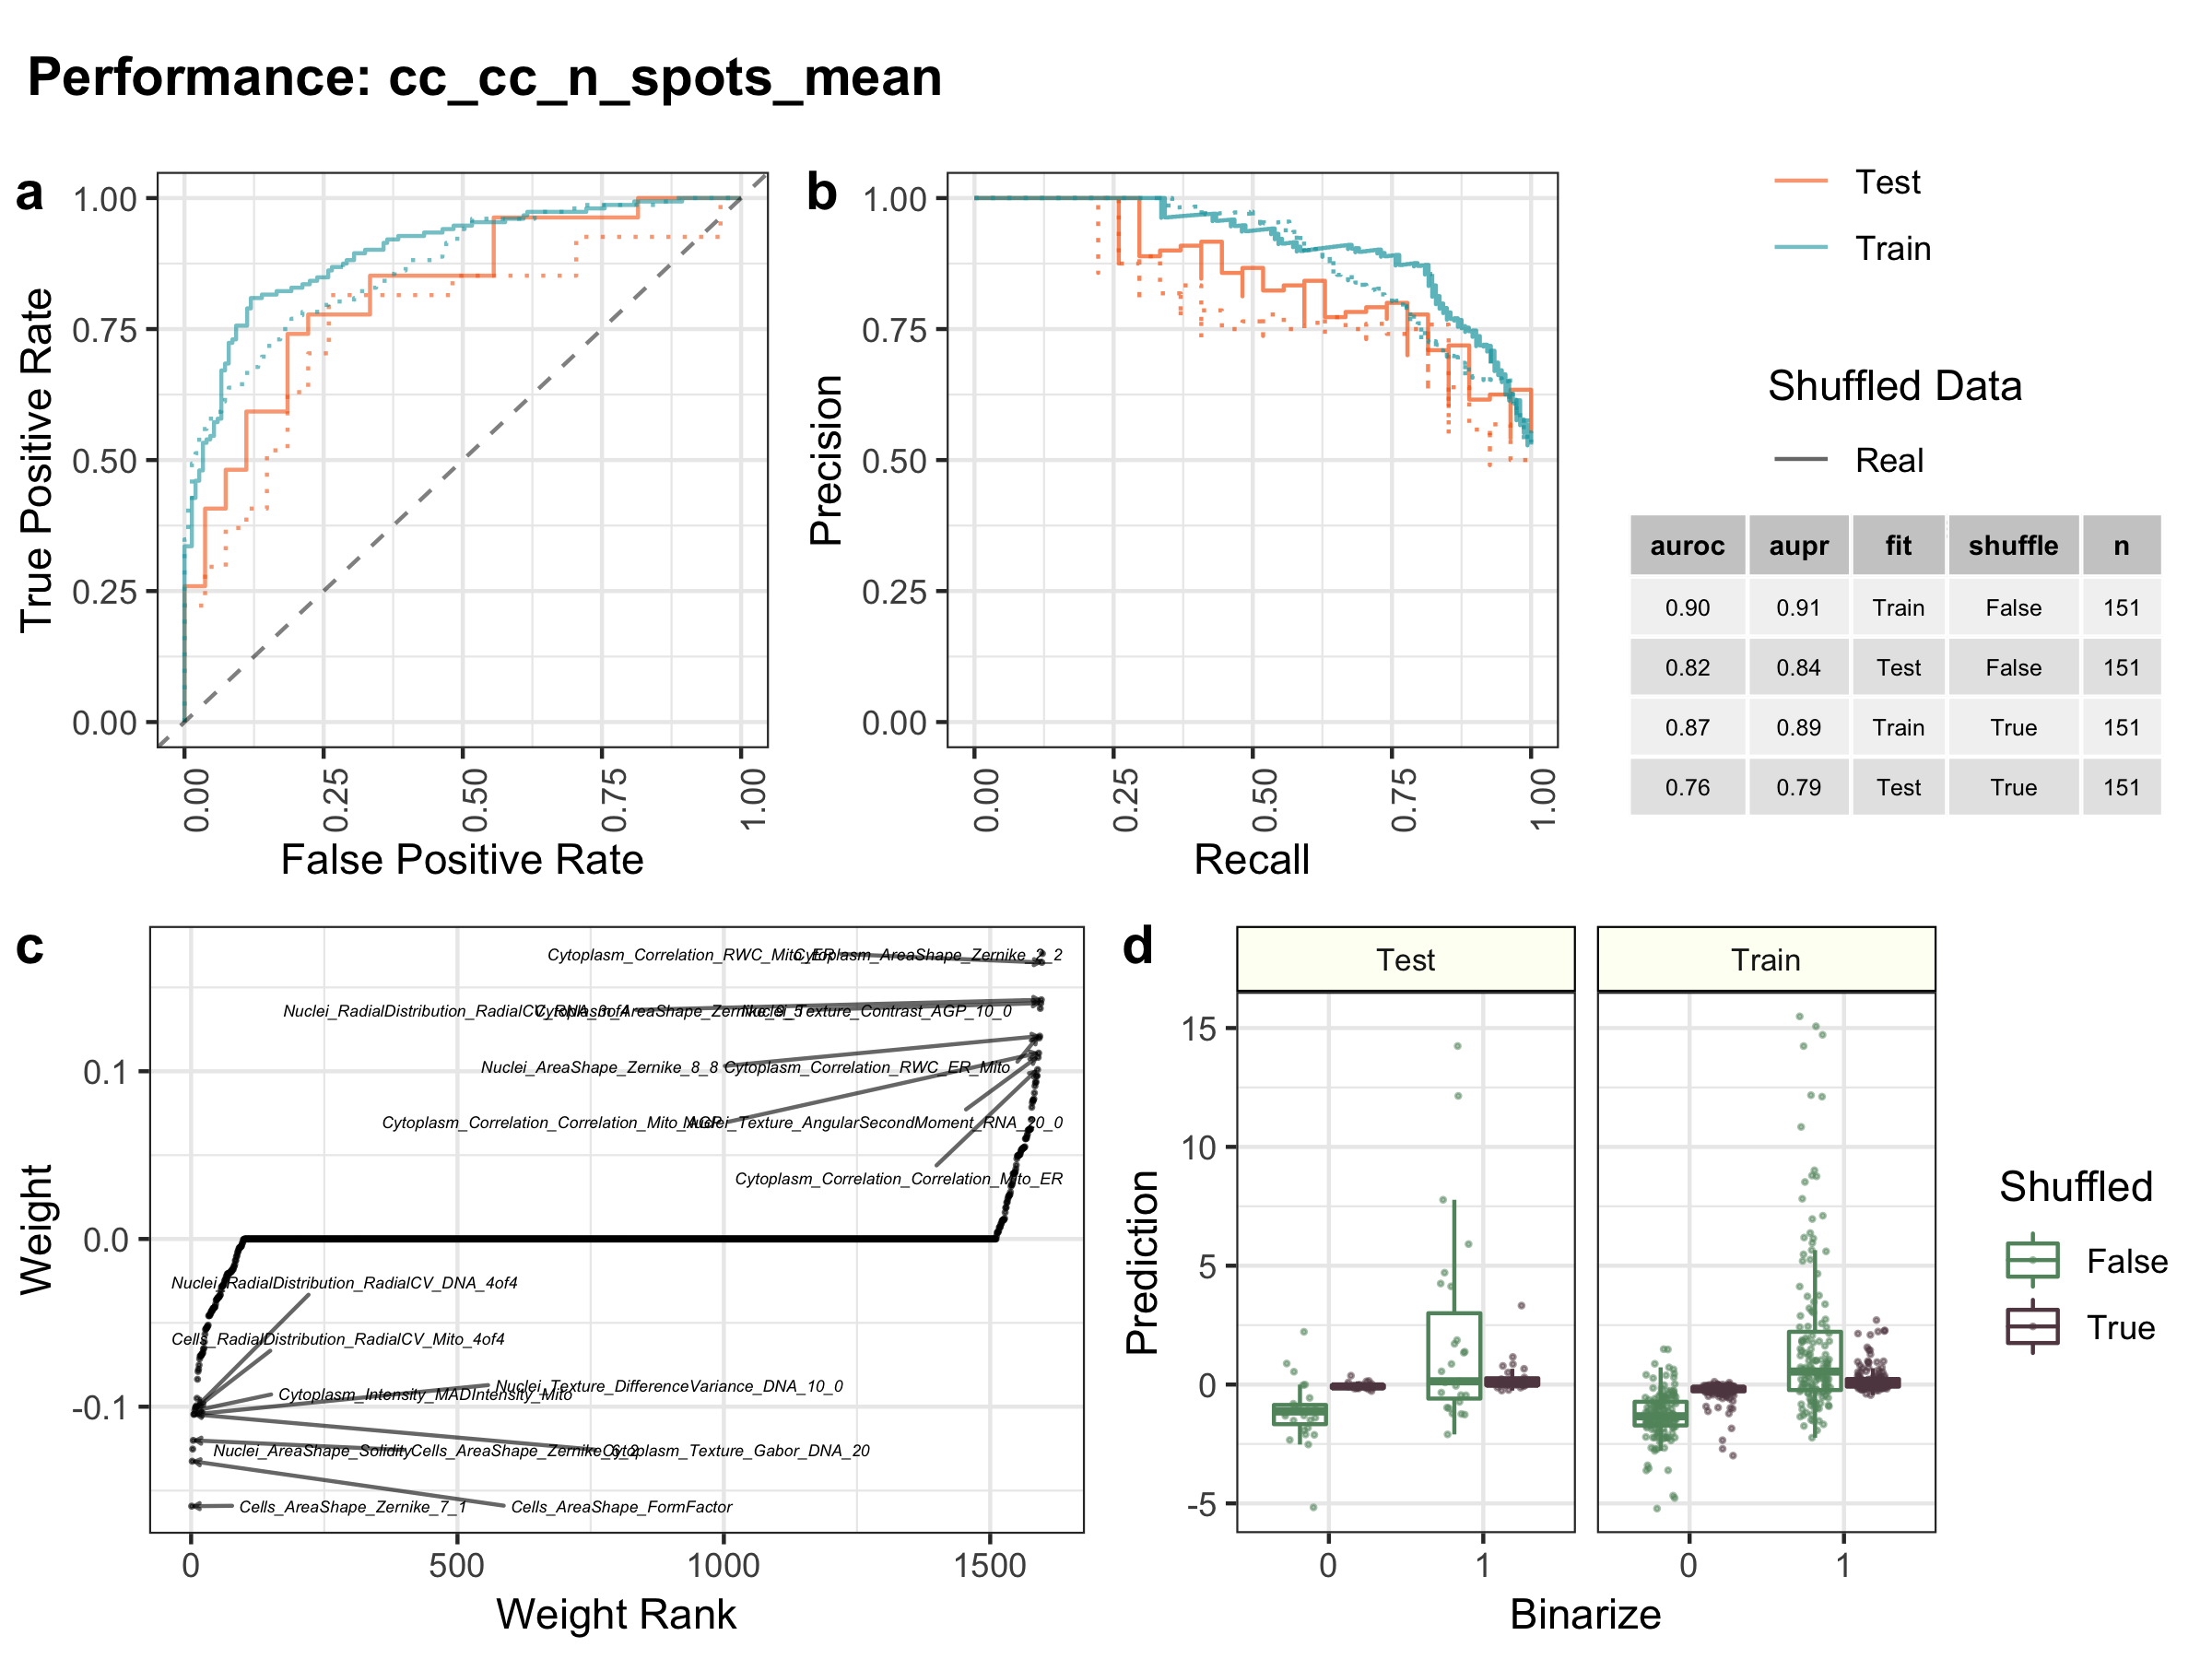 Performance: cc_cc_n_spots_mean
a
1.00
0.75
0.50
0.25
0.00
True Positive Rate
0.00
0.25
0.50
0.75
1.00
False Positive Rate
b
1.00
0.75
0.50
0.25
0.00
Precision
0.00
0.25
0.50
0.75
1.00
Recall
Test
Train
Shuffled Data
Real
auroc aupr fit shuffle n
0.90 0.91 Train False 151
0.82 0.84 Test False 151
0.87 0.89 Train True 151
0.76 0.79 Test True 151
c
0.1
0.0
-0.1
Weight
Cytoplasm_Correlation_RWC_Mito_ER
Cytoplasm_AreaShape_Zernike_2_2
Nuclei_RadialDistribution_RadialCV_RNA_3of4
Cytoplasm_AreaShape_Zernike_9_5
Nuclei_Texture_Contrast_AGP_10_0
Nuclei_AreaShape_Zernike_8_8
Cytoplasm_Correlation_RWC_ER_Mito
Cytoplasm_Correlation_Correlation_Mito_AGP
Nuclei_Texture_AngularSecondMoment_RNA_20_0
Cytoplasm_Correlation_Correlation_Mito_ER
Nuclei_RadialDistribution_RadialCV_DNA_4of4
Cells_RadialDistribution_RadialCV_Mito_4of4
Nuclei_Texture_DifferenceVariance_DNA_10_0
Cytoplasm_Intensity_MADIntensity_Mito
Nuclei_AreaShape_Solidity
Cells_AreaShape_Zernike_6_2
Cytoplasm_Texture_Gabor_DNA_20
Cells_AreaShape_Zernike_7_1
Cells_AreaShape_FormFactor
0
500
1000
1500
Weight Rank
d
Test
Train
15
10
5
0
-5
Prediction
0
1
0
1
Binarize
Shuffled
False
True